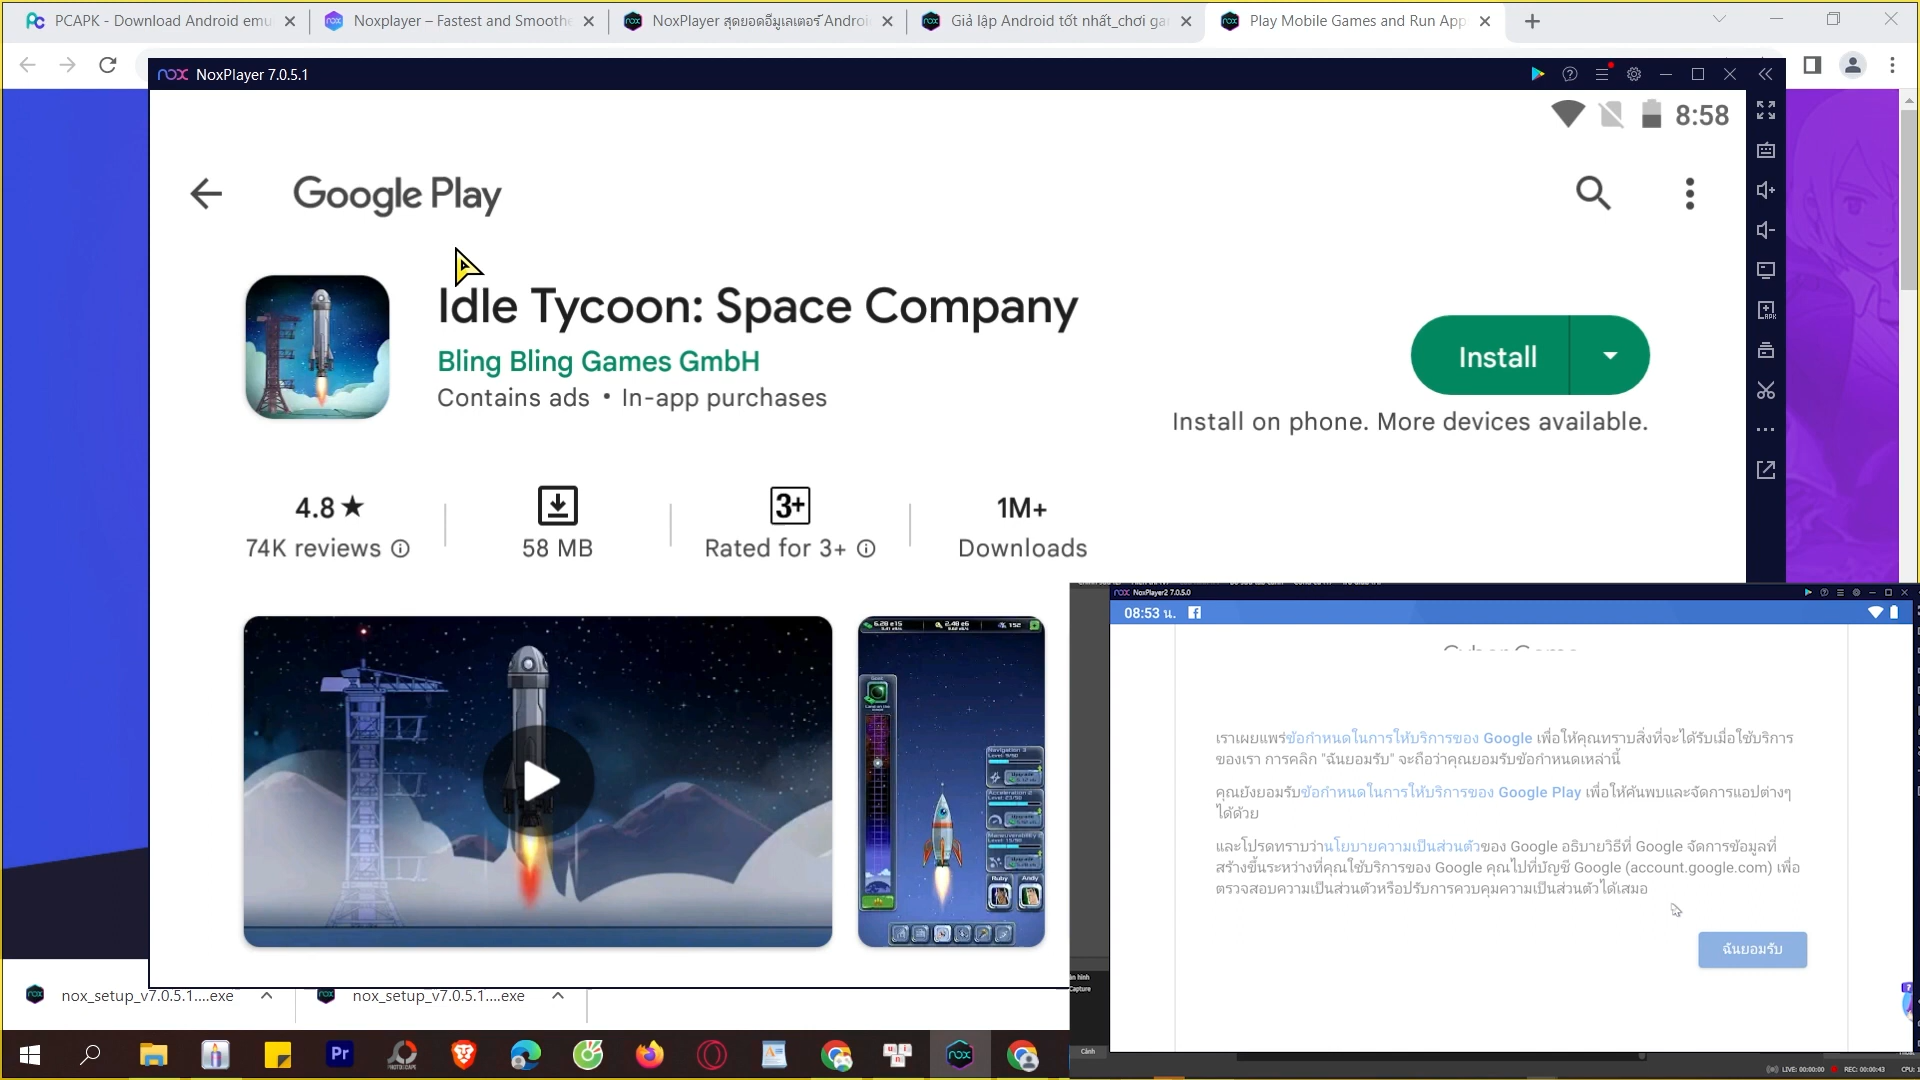 PCAPK - Download Android emu
Noxplayer – Fastest and Smoothe
NoxPlayer สุดยอดอีมูเลเตอร์ Androi
Giả lập Android tốt nhất_chơi ga
Play Mobile Games and Run App
nox NoxPlayer 7.0.5.1
8:58
Google Play
Idle Tycoon: Space Company
Bling Bling Games GmbH
Contains ads • In-app purchases
Install
Install on phone. More devices available.
4.8★
74K reviews
58 MB
3+
Rated for 3+
1M+
Downloads
nox NoxPlayer2 7.0.5.0
08:53 น.
เราเผยแพร่ข้อกำหนดในการให้บริการของ Google เพื่อให้คุณทราบสิ่งที่จะได้รับเมื่อใช้บริการ
ของเรา การคลิก "ฉันยอมรับ" จะถือว่าคุณยอมรับข้อกำหนดเหล่านี้
คุณยังยอมรับข้อกำหนดในการให้บริการของ Google Play เพื่อให้ค้นพบและจัดการแอปต่างๆ
ได้ด้วย
และโปรดทราบว่านโยบายความเป็นส่วนตัวของ Google อธิบายวิธีที่ Google จัดการข้อมูลที่
สร้างขึ้นระหว่างที่คุณใช้บริการของ Google คุณไปที่บัญชี Google (account.google.com) เพื่อ
ตรวจสอบความเป็นส่วนตัวหรือปรับการควบคุมความเป็นส่วนตัวได้เสมอ
ฉันยอมรับ
Capture
Cảnh
LIVE: 00:00:00
REC: 00:00:43
CPU:
nox_setup_v7.0.5.1....exe
nox_setup_v7.0.5.1....exe
Pr
nox